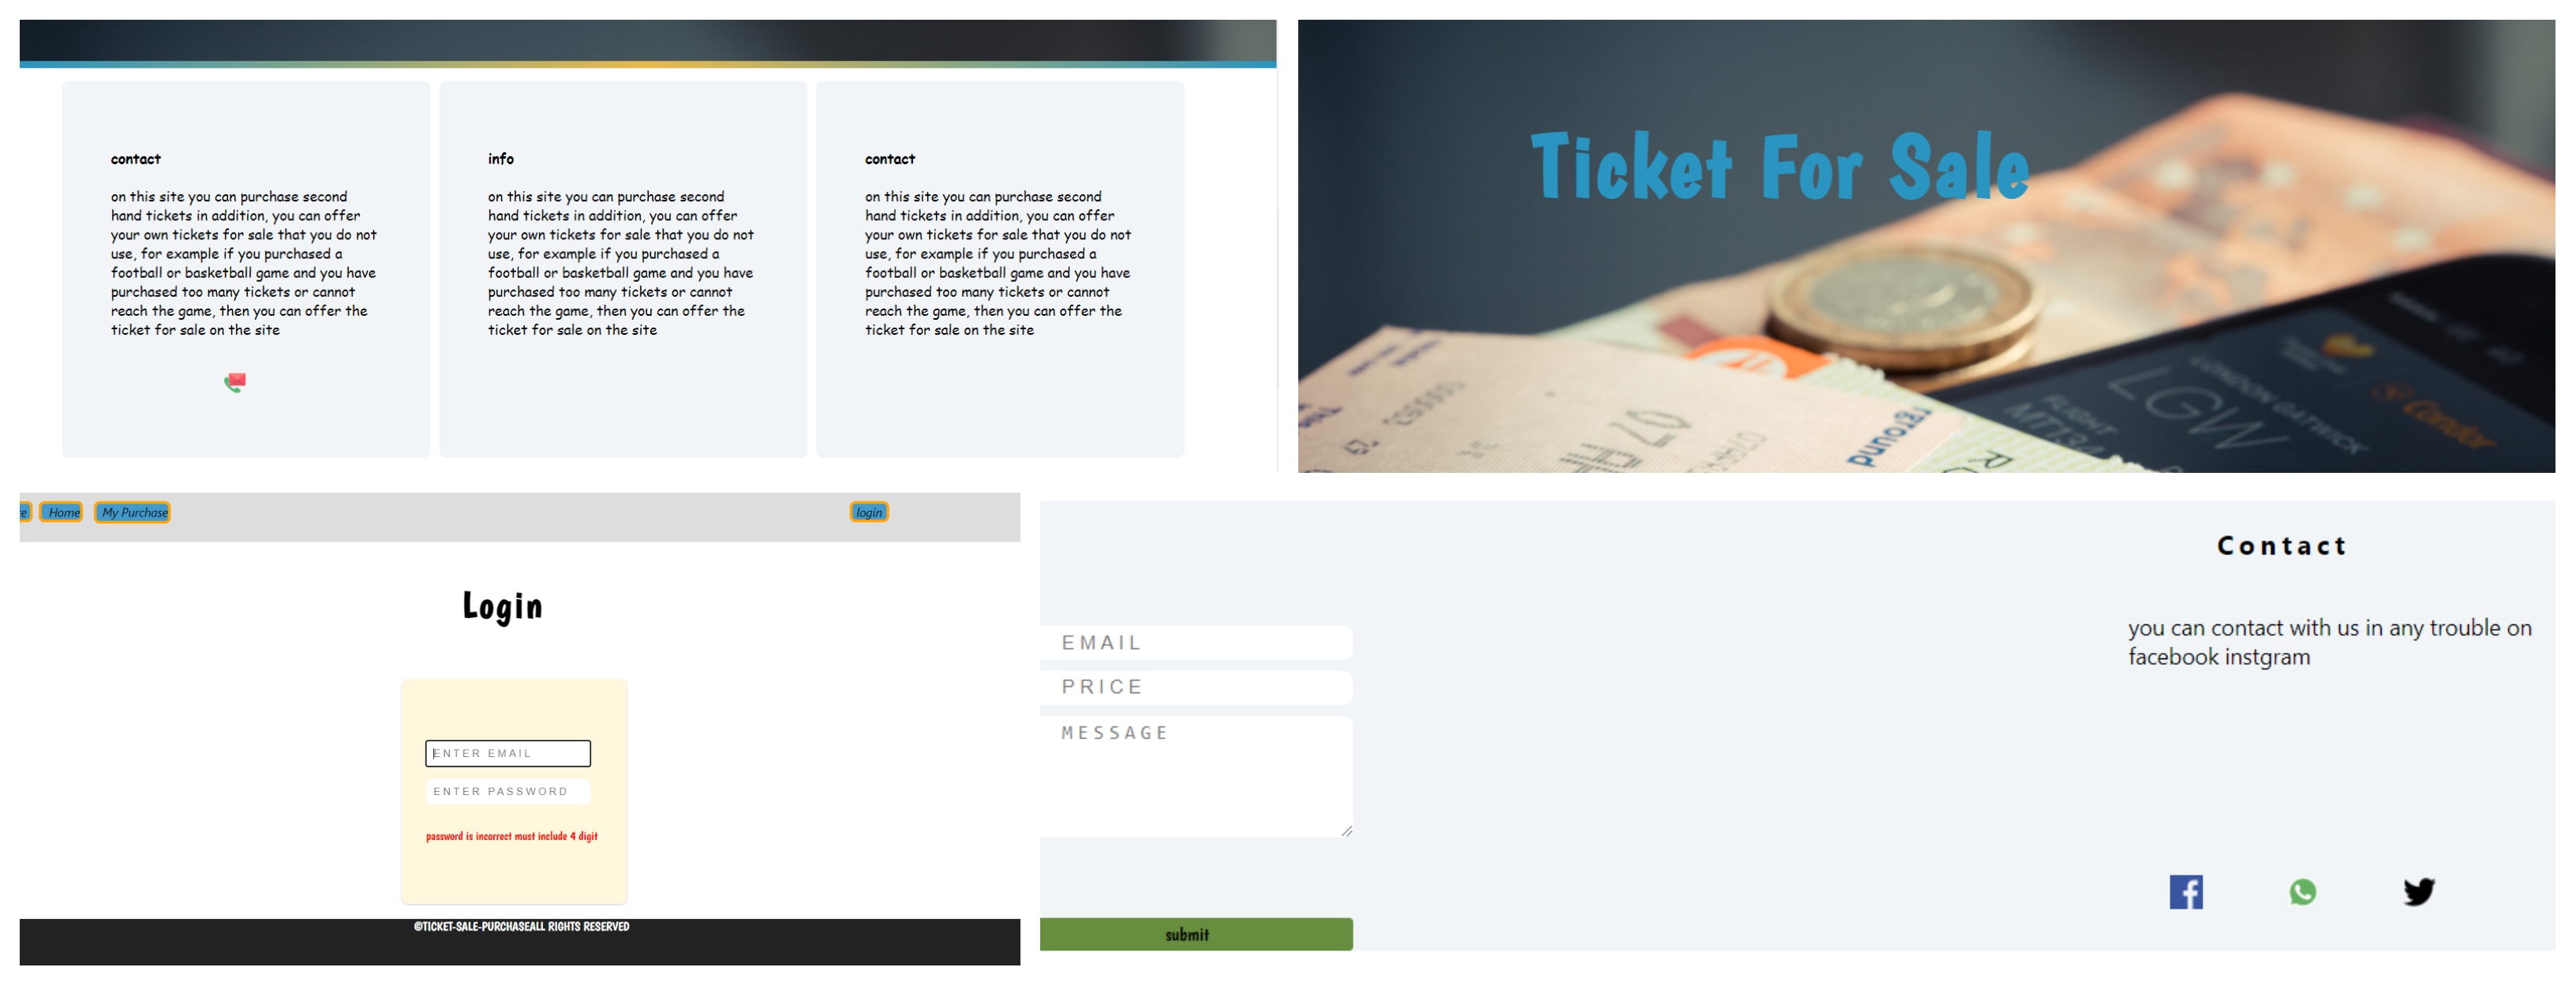 contact
on this site you can purchase second
hand tickets in addition, you can offer
your own tickets for sale that you do not
use, for example if you purchased a
football or basketball game and you have
purchased too many tickets or cannot
reach the game, then you can offer the
ticket for sale on the site
info
on this site you can purchase second
hand tickets in addition, you can offer
your own tickets for sale that you do not
use, for example if you purchased a
football or basketball game and you have
purchased too many tickets or cannot
reach the game, then you can offer the
ticket for sale on the site
contact
on this site you can purchase second
hand tickets in addition, you can offer
your own tickets for sale that you do not
use, for example if you purchased a
football or basketball game and you have
purchased too many tickets or cannot
reach the game, then you can offer the
ticket for sale on the site
Ticket For Sale
LONDON GATWICK
LGW
FLIGHT
Condor
round
Home
My Purchase
login
Login
ENTER EMAIL
ENTER PASSWORD
password is incorrect must include 4 digit
©TICKET-SALE-PURCHASEALL RIGHTS RESERVED
EMAIL
PRICE
MESSAGE
submit
Contact
you can contact with us in any trouble on
facebook instgram